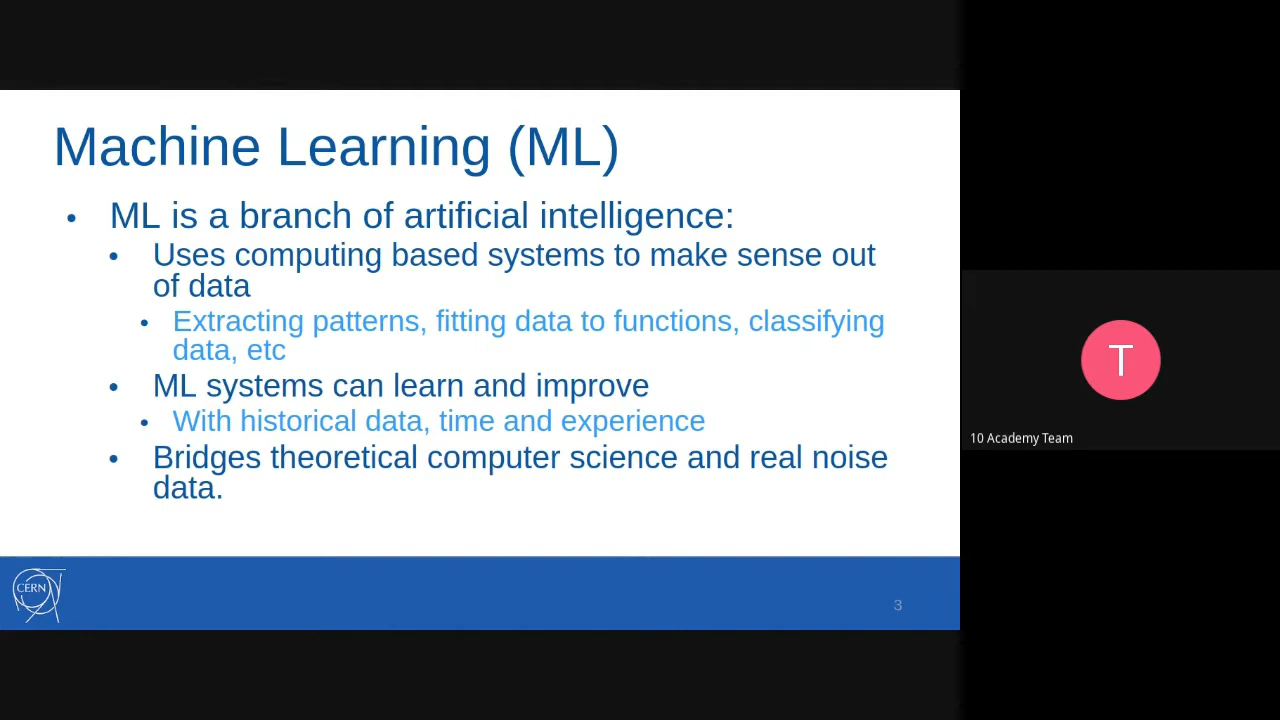 Machine Learning (ML)
• ML is a branch of artificial intelligence:
• Uses computing based systems to make sense out
of data
• Extracting patterns, fitting data to functions, classifying
data, etc
• ML systems can learn and improve
• With historical data, time and experience
• Bridges theoretical computer science and real noise
data.
CERN
3
T
10 Academy Team